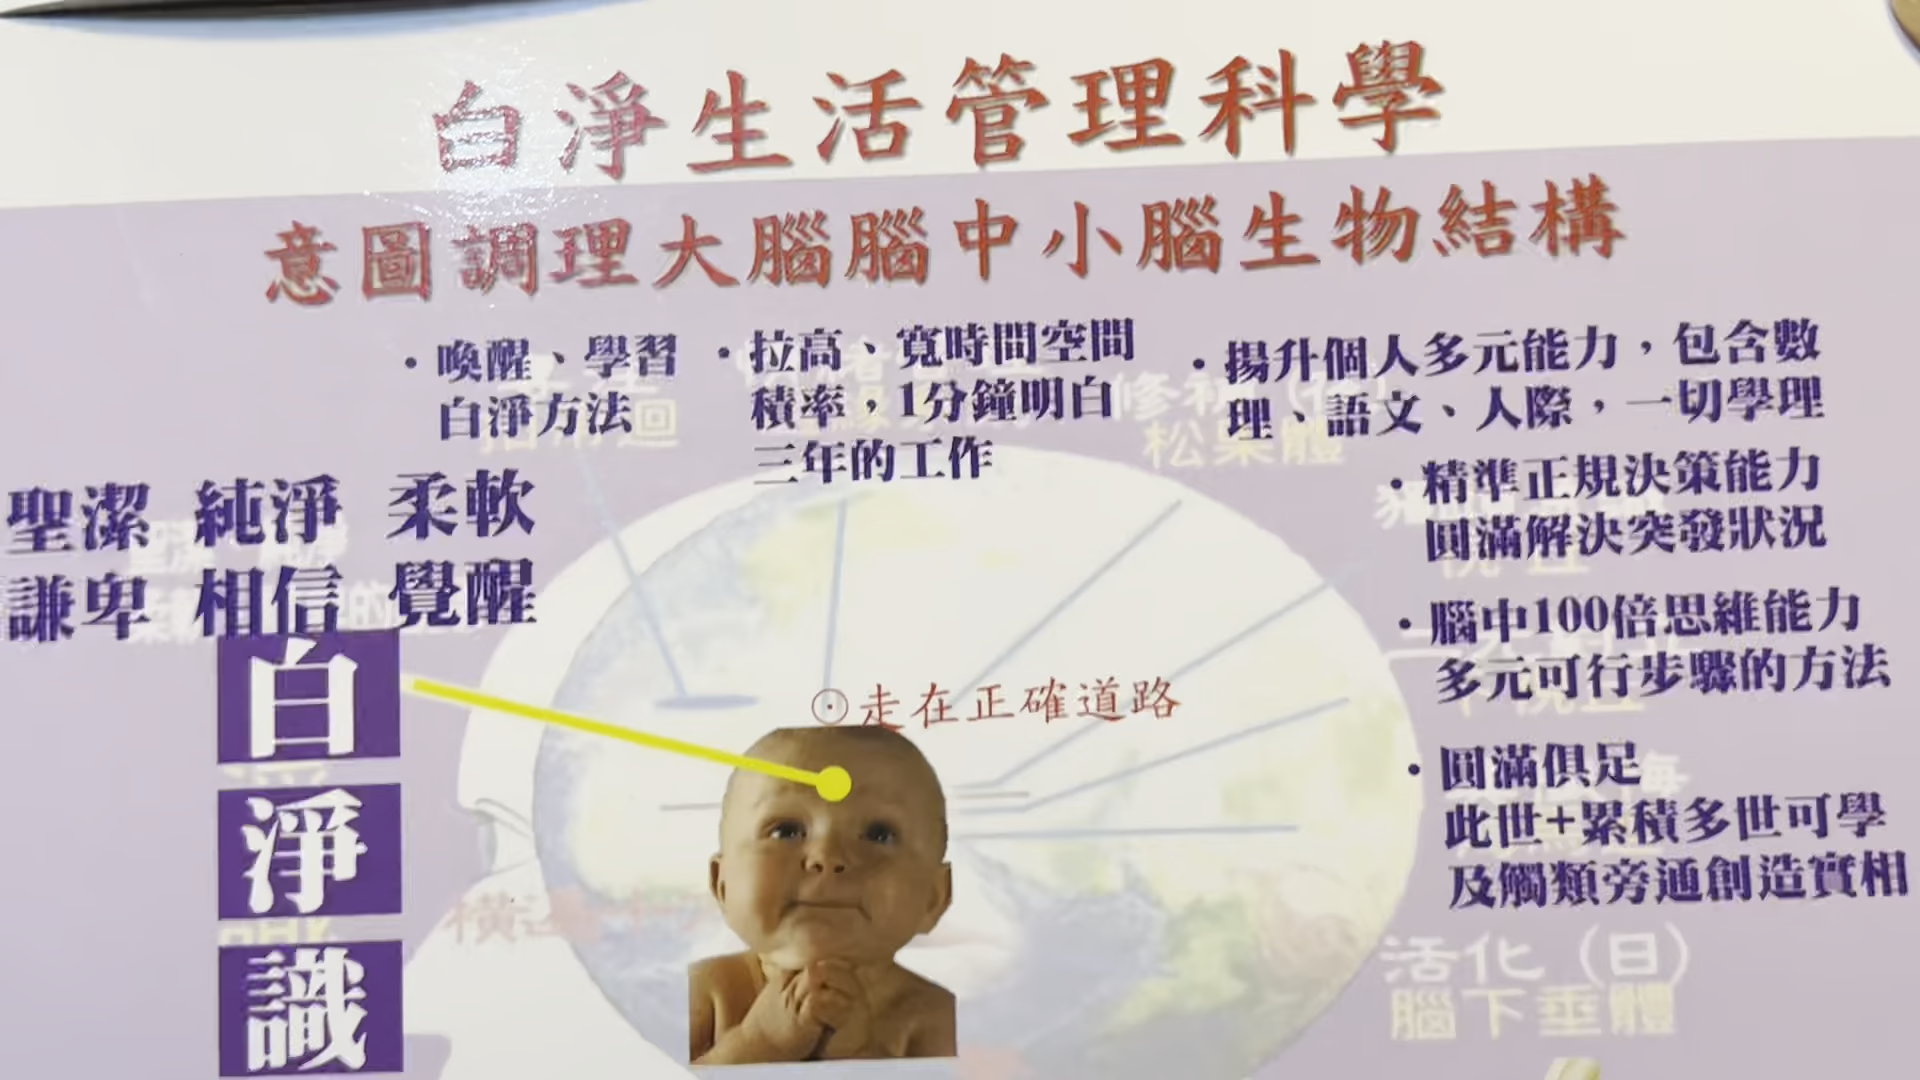 白淨生活管理科學
意圖調理大腦腦中小腦生物結構
・喚醒、學習
白淨方法
・拉高、寬時間空間
積率，1分鐘明白
三年的工作
・揚升個人多元能力，包含數
理、語文、人際，一切學理
・精準正規決策能力
圓滿解決突發狀況
・腦中100倍思維能力
多元可行步驟的方法
・圓滿俱足
此世+累積多世可學
及觸類旁通創造實相
聖潔 純淨 柔軟
謙卑 相信 覺醒
白
淨
識
⊙走在正確道路
松果體
活化（日）
腦下垂體